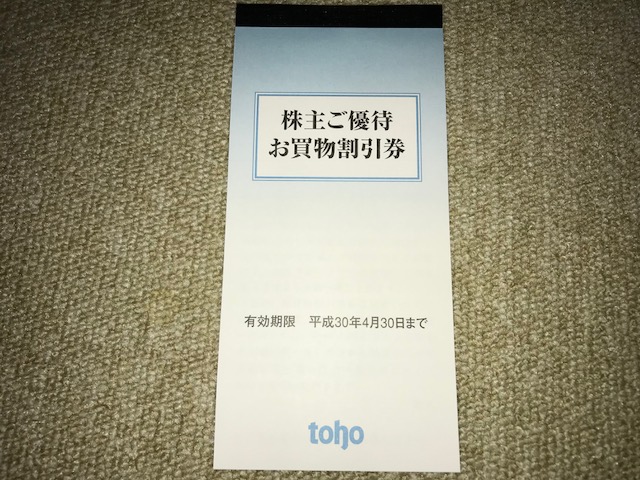 株主ご優待
お買物割引券
有効期限　平成30年4月30日まで
toho